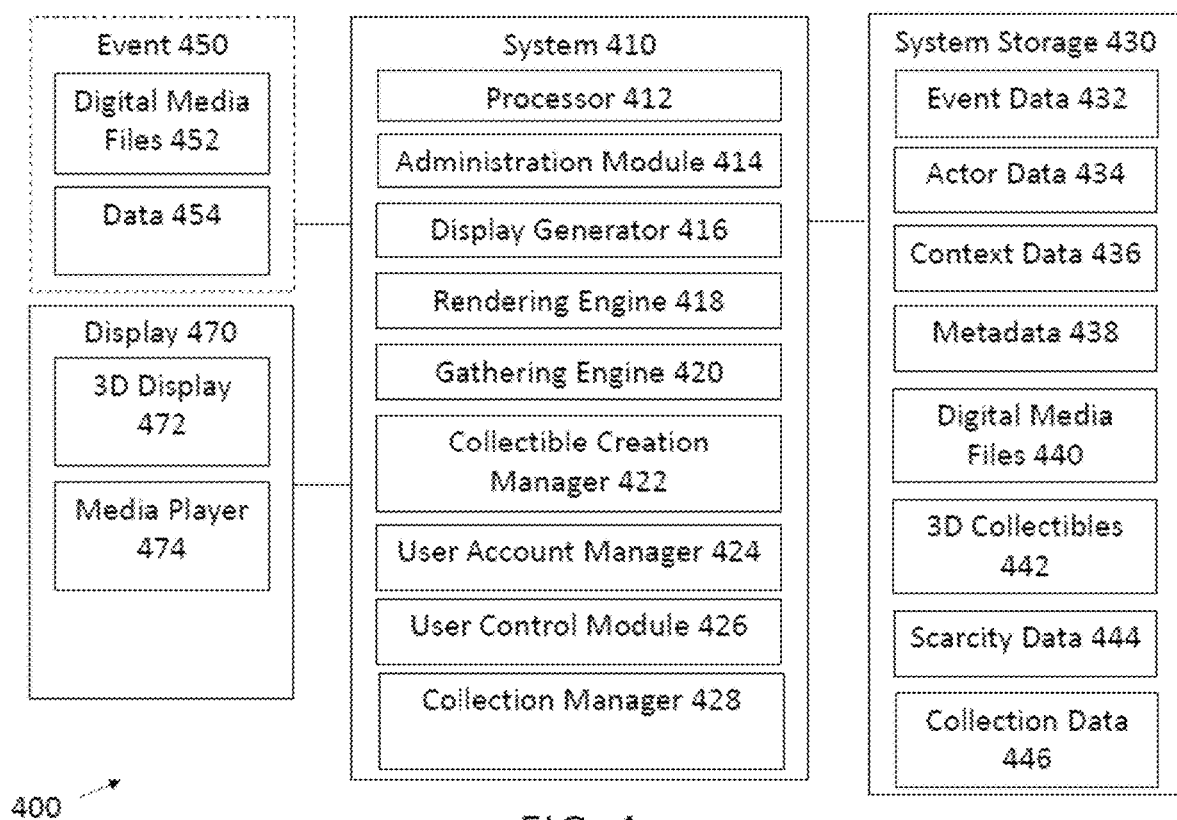 Event 450
Digital Media
Files 452
Data 454
Display 470
3D Display
472
Media Player
474
System 410
Processor 412
Administration Module 414
Display Generator 416
Rendering Engine 418
Gathering Engine 420
Collectible Creation
Manager 422
User Account Manager 424
User Control Module 426
Collection Manager 428
System Storage 430
Event Data 432
Actor Data 434
Context Data 436
Metadata 438
Digital Media
Files 440
3D Collectibles
442
Scarcity Data 444
Collection Data
446
400